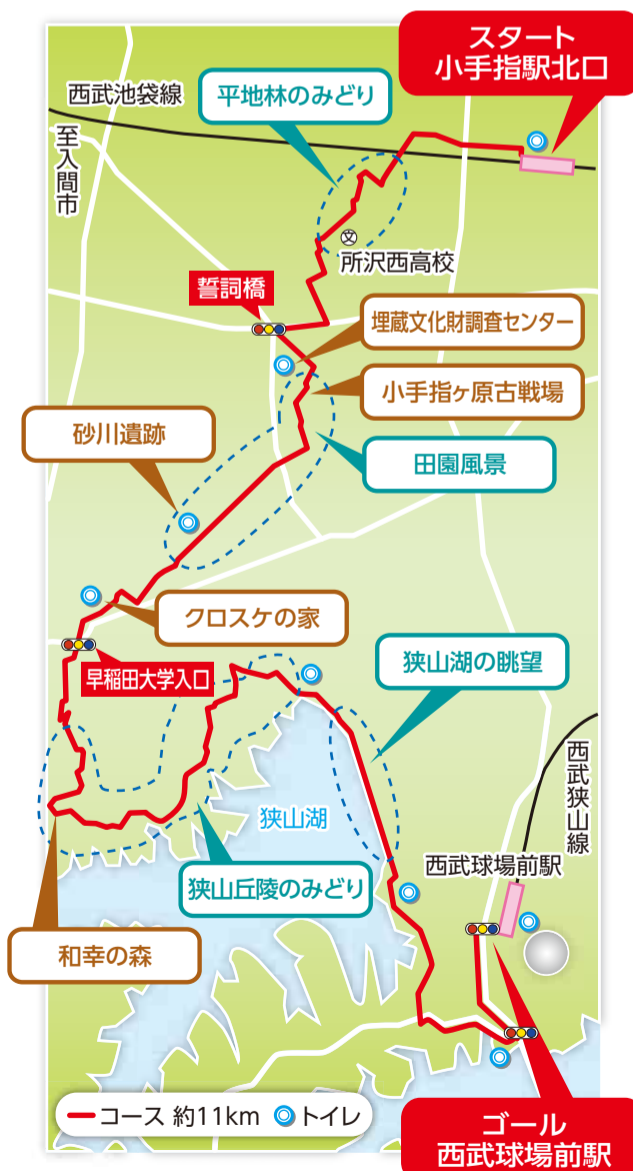 スタート
小手指駅北口
西武池袋線
平地林のみどり
至入間市
所沢西高校
誓詞橋
埋蔵文化財調査センター
小手指ヶ原古戦場
砂川遺跡
田園風景
クロスケの家
早稲田大学入口
狭山湖の眺望
西武狭山線
狭山湖
西武球場前駅
狭山丘陵のみどり
和幸の森
コース 約11km トイレ
ゴール
西武球場前駅